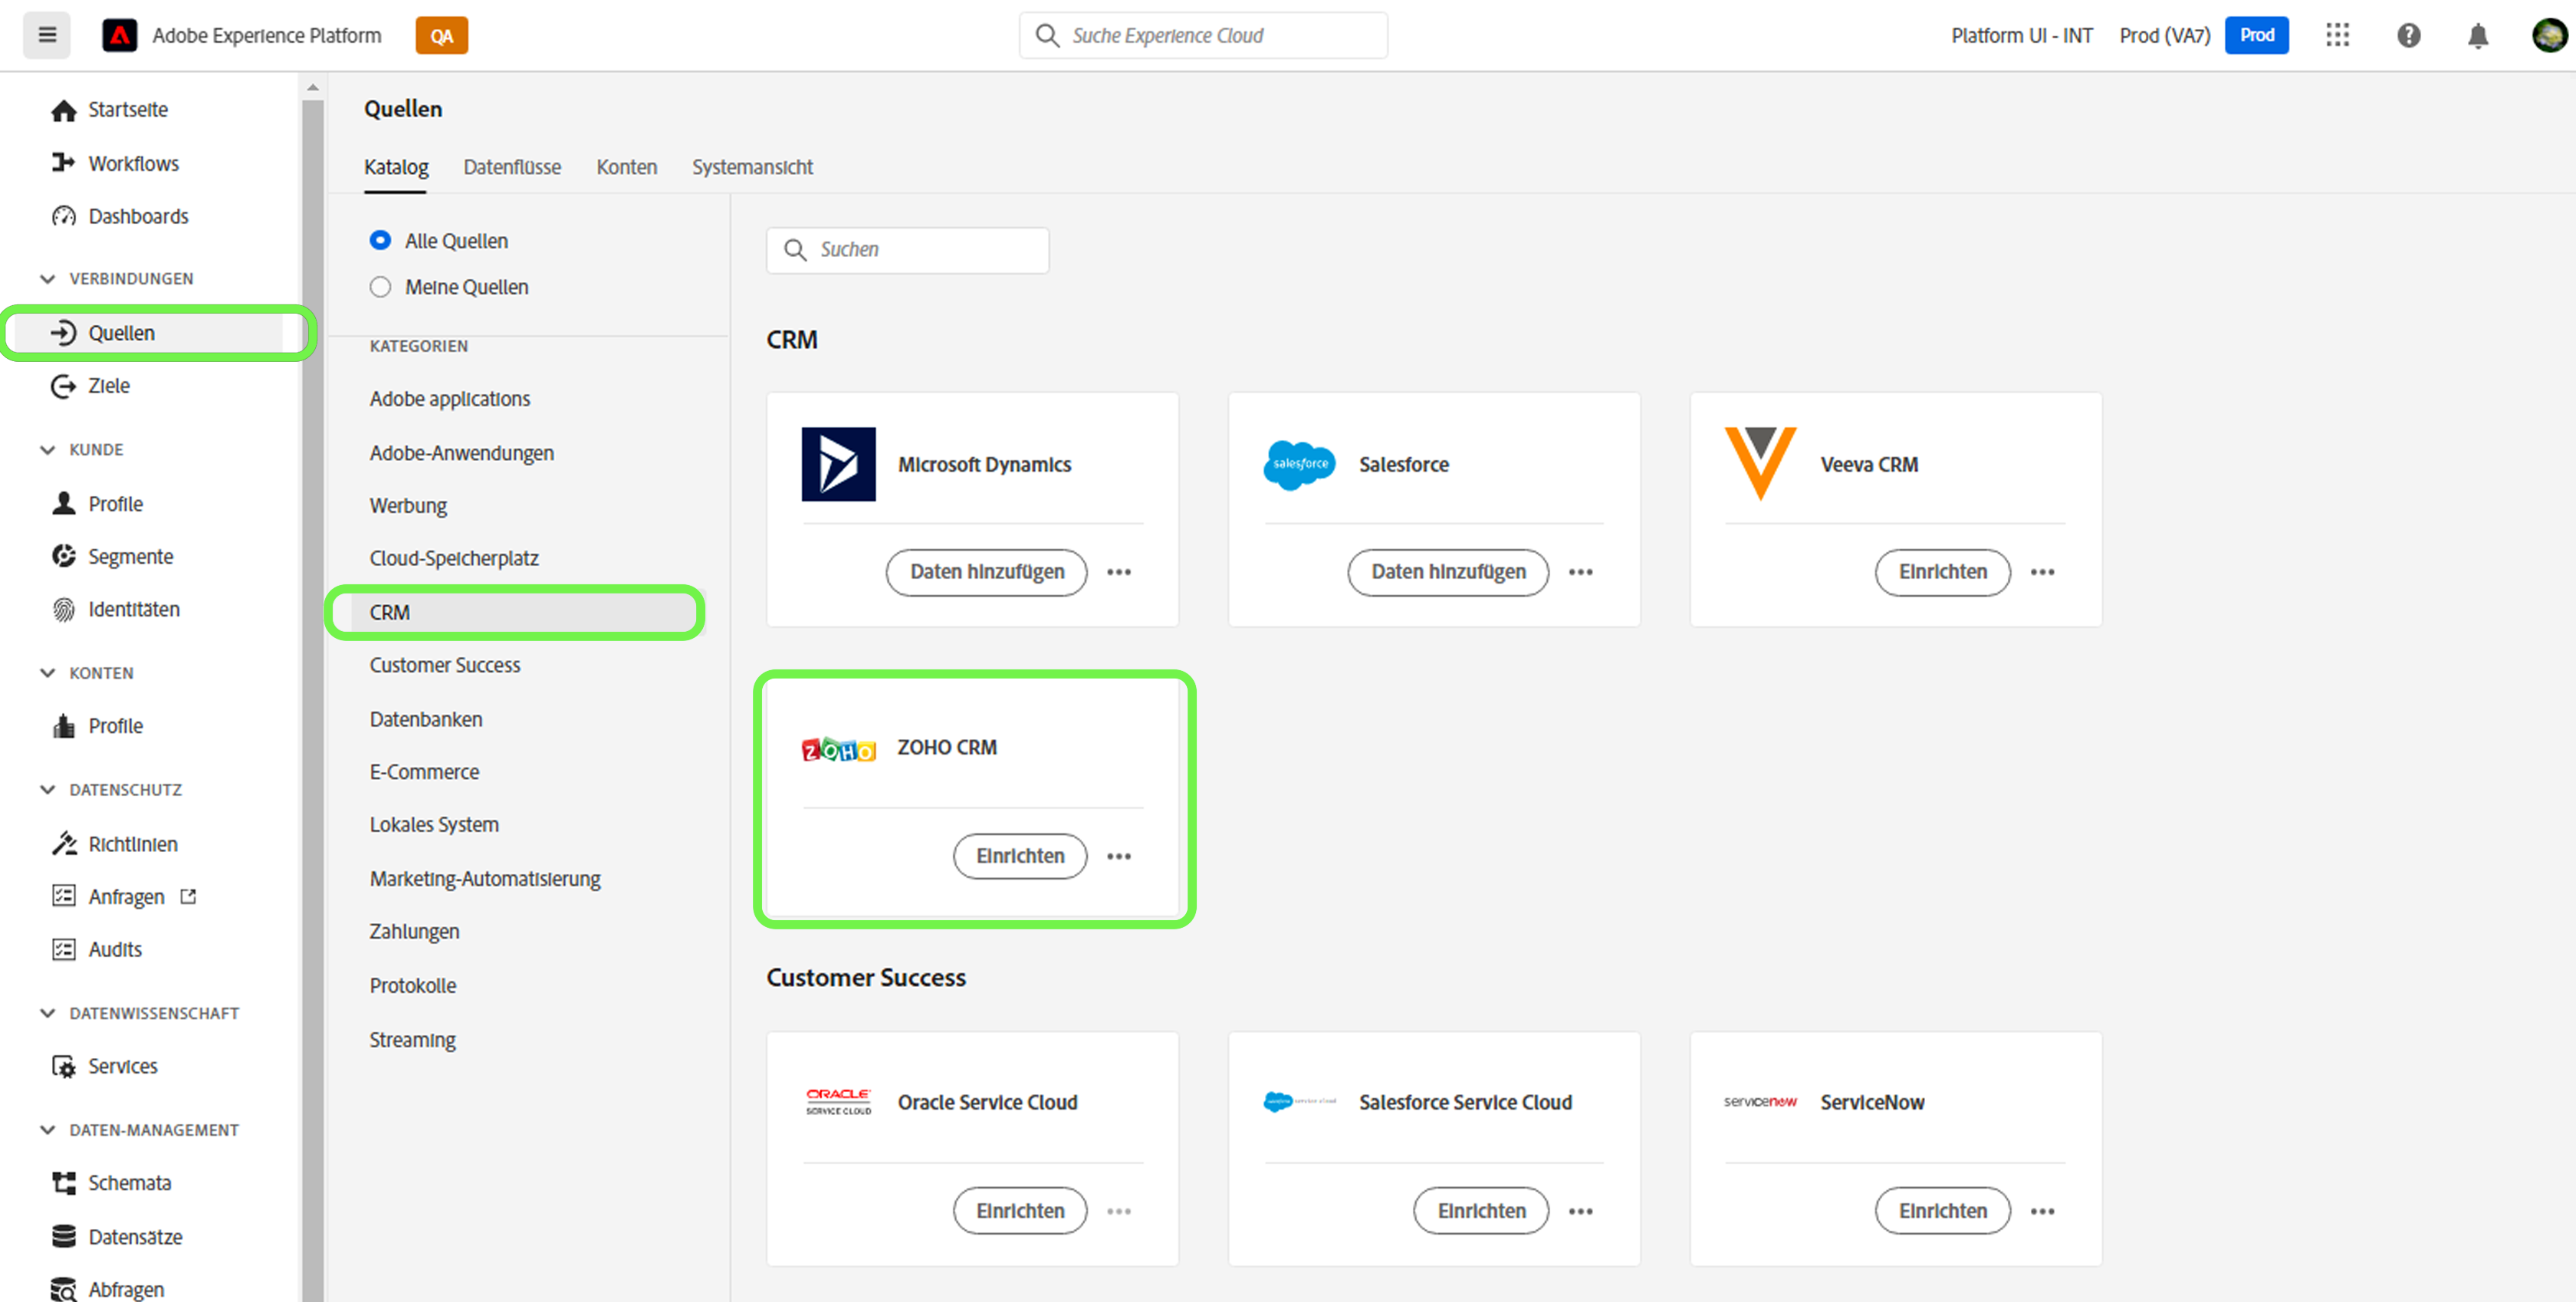 Adobe Experience Platform
QA
Suche Experience Cloud
Platform UI - INT
Prod (VA7)
Prod
Startseite
Workflows
Dashboards
VERBINDUNGEN
Quellen
Ziele
KUNDE
Profile
Segmente
Identitäten
KONTEN
Profile
DATENSCHUTZ
Richtlinien
Anfragen
Audits
DATENWISSENSCHAFT
Services
DATEN-MANAGEMENT
Schemata
Datensätze
Abfragen
Quellen
Katalog
Datenflüsse
Konten
Systemansicht
Alle Quellen
Meine Quellen
KATEGORIEN
Adobe applications
Adobe-Anwendungen
Werbung
Cloud-Speicherplatz
CRM
Customer Success
Datenbanken
E-Commerce
Lokales System
Marketing-Automatisierung
Zahlungen
Protokolle
Streaming
Suchen
CRM
Microsoft Dynamics
Daten hinzufügen
salesforce
Salesforce
Daten hinzufügen
Veeva CRM
Einrichten
ZOHO
ZOHO CRM
Einrichten
Customer Success
ORACLE
SERVICE CLOUD
Oracle Service Cloud
Einrichten
salesforce service cloud
Salesforce Service Cloud
Einrichten
servicenow
ServiceNow
Einrichten